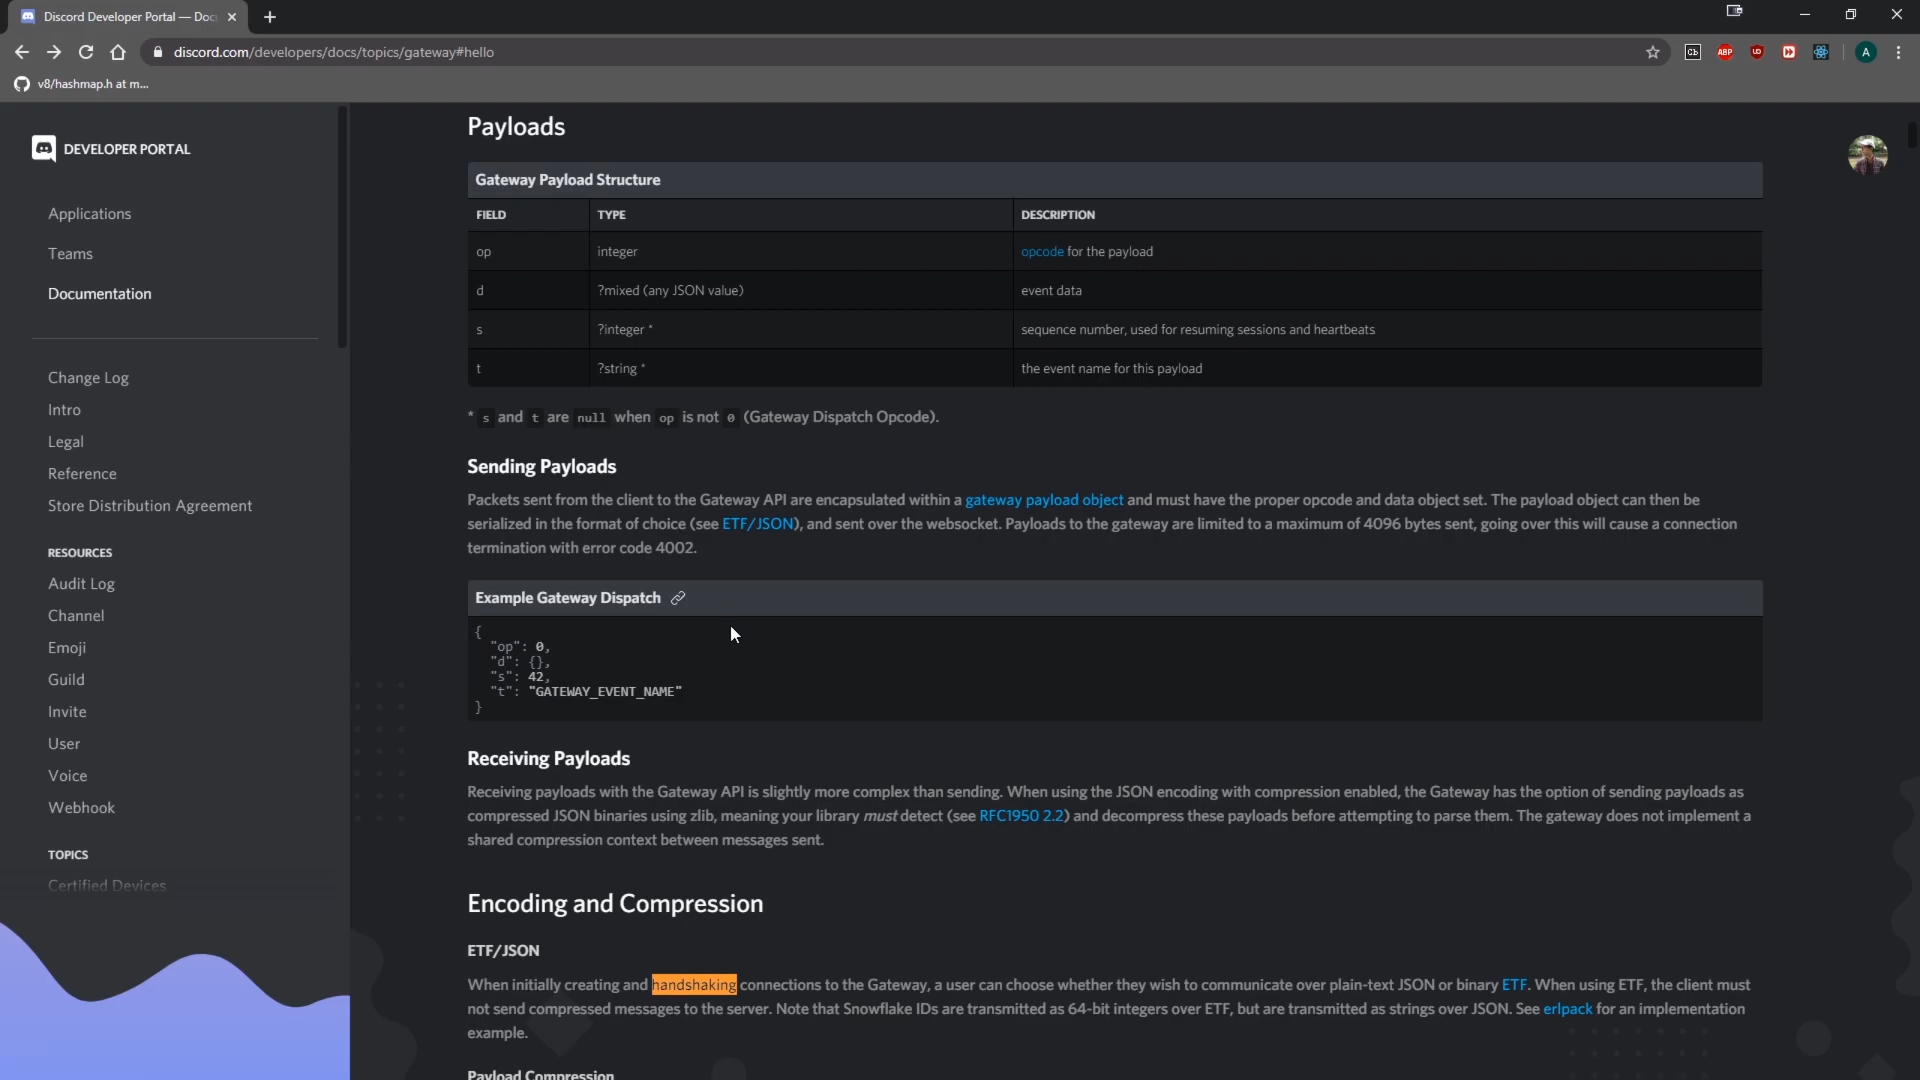 Discord Developer Portal — Doc
discord.com/developers/docs/topics/gateway#hello
Cb
ABP
UD
A
v8/hashmap.h at m...
DEVELOPER PORTAL
Applications
Teams
Documentation
Change Log
Intro
Legal
Reference
Store Distribution Agreement
RESOURCES
Audit Log
Channel
Emoji
Guild
Invite
User
Voice
Webhook
TOPICS
Certified Devices
Payloads
Gateway Payload Structure
FIELD TYPE DESCRIPTION
op integer opcode for the payload
d ?mixed (any JSON value) event data
s ?integer * sequence number, used for resuming sessions and heartbeats
t ?string * the event name for this payload
* s and t are null when op is not 0 (Gateway Dispatch Opcode).
Sending Payloads
Packets sent from the client to the Gateway API are encapsulated within a gateway payload object and must have the proper opcode and data object set. The payload object can then be
serialized in the format of choice (see ETF/JSON), and sent over the websocket. Payloads to the gateway are limited to a maximum of 4096 bytes sent, going over this will cause a connection
termination with error code 4002.
Example Gateway Dispatch
{
"op": 0,
"d": {},
"s": 42,
"t": "GATEWAY_EVENT_NAME"
}
Receiving Payloads
Receiving payloads with the Gateway API is slightly more complex than sending. When using the JSON encoding with compression enabled, the Gateway has the option of sending payloads as
compressed JSON binaries using zlib, meaning your library must detect (see RFC1950 2.2) and decompress these payloads before attempting to parse them. The gateway does not implement a
shared compression context between messages sent.
Encoding and Compression
ETF/JSON
When initially creating and handshaking connections to the Gateway, a user can choose whether they wish to communicate over plain-text JSON or binary ETF. When using ETF, the client must
not send compressed messages to the server. Note that Snowflake IDs are transmitted as 64-bit integers over ETF, but are transmitted as strings over JSON. See erlpack for an implementation
example.
Payload Compression